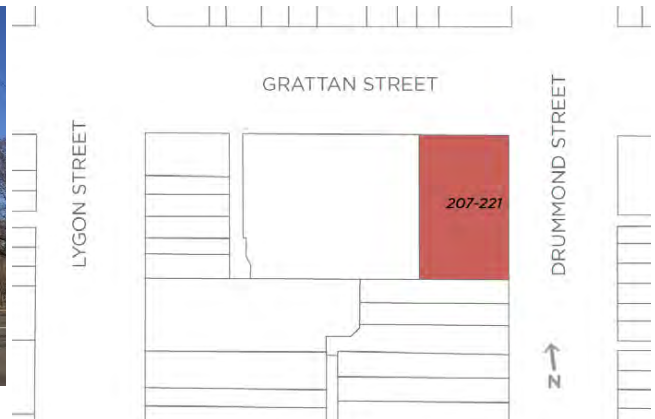 GRATTAN STREET
LYGON STREET
DRUMMOND STREET
207-221
N